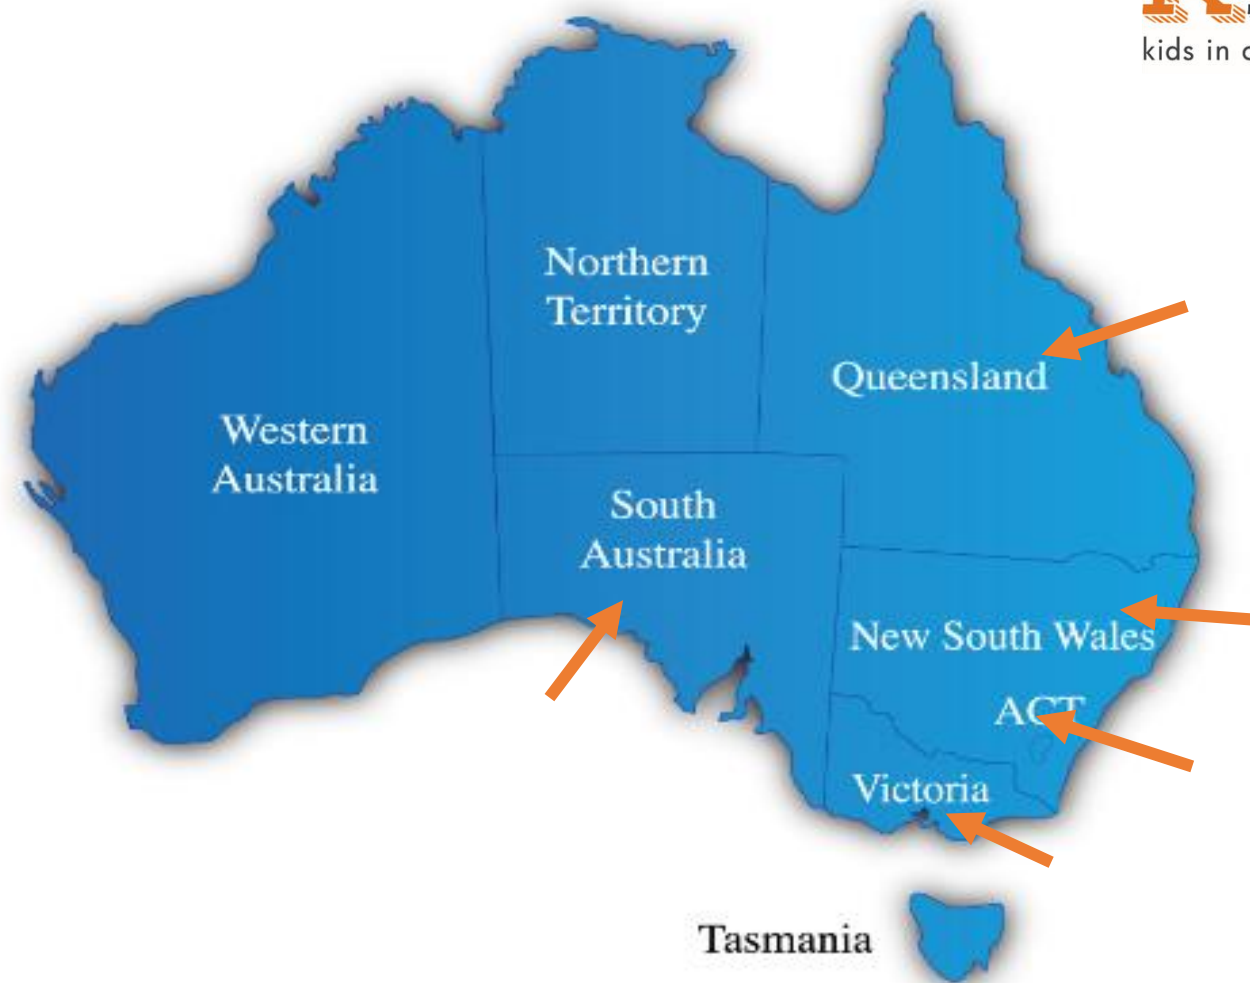 kids in
Northern
Territory
Queensland
Western
Australia
South
Australia
New South Wales
ACT
Victoria
Tasmania